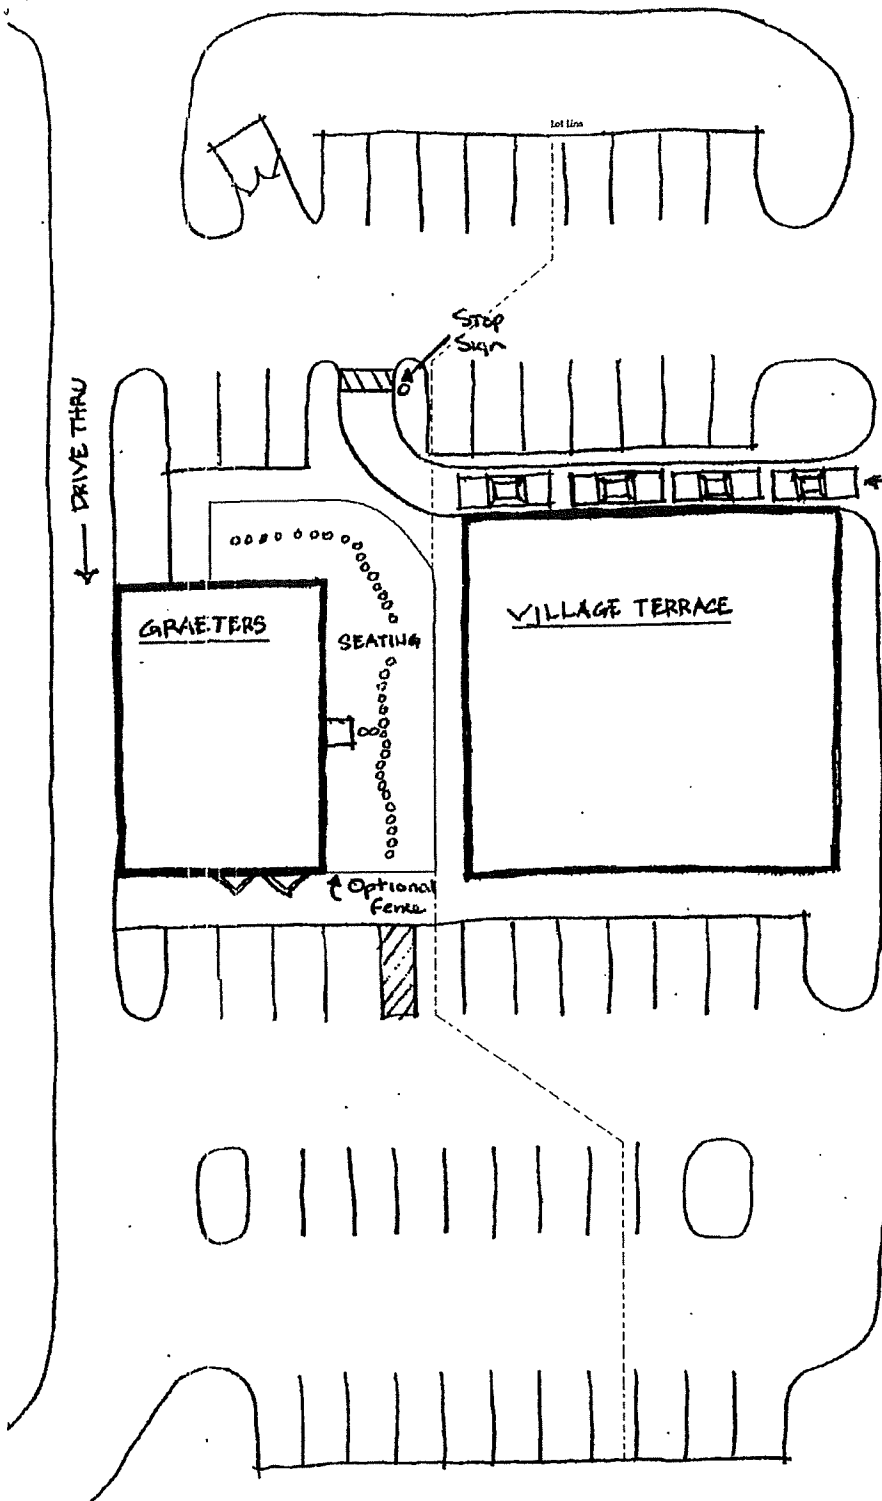 Lot Line
STOP
Sign
DRIVE THRU
GRAETERS
VILLAGE TERRACE
SEATING
Optional
Fence